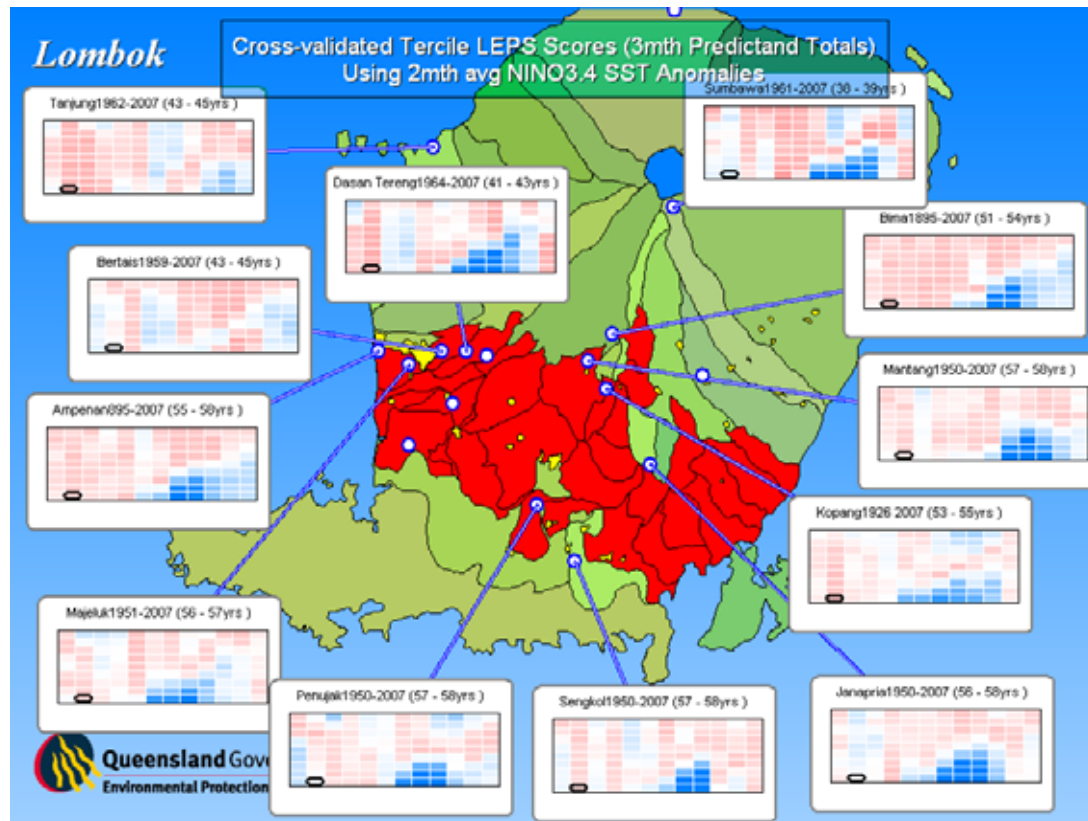 Lombok
Cross-validated Tercile LEPS Scores (3mth Predictand Totals)
Using 2mth avg NINO3.4 SST Anomalies
Tanjung1962-2007 (43 - 45yrs )
Sumbawa1961-2007 (38 - 39yrs )
Dasan Tereng1964-2007 (41 - 43yrs )
Bima1895-2007 (51 - 54yrs )
Bertais1959-2007 (43 - 45yrs )
Mantang1950-2007 (57 - 58yrs )
Ampenan895-2007 (55 - 58yrs )
Kopang1926 2007 (53 - 55yrs )
Majeluk1951-2007 (56 - 57yrs )
Penujak1950-2007 (57 - 58yrs )
Sengkol1950-2007 (57 - 58yrs )
Janapria1950-2007 (56 - 58yrs )
Queensland Gove
Environmental Protection